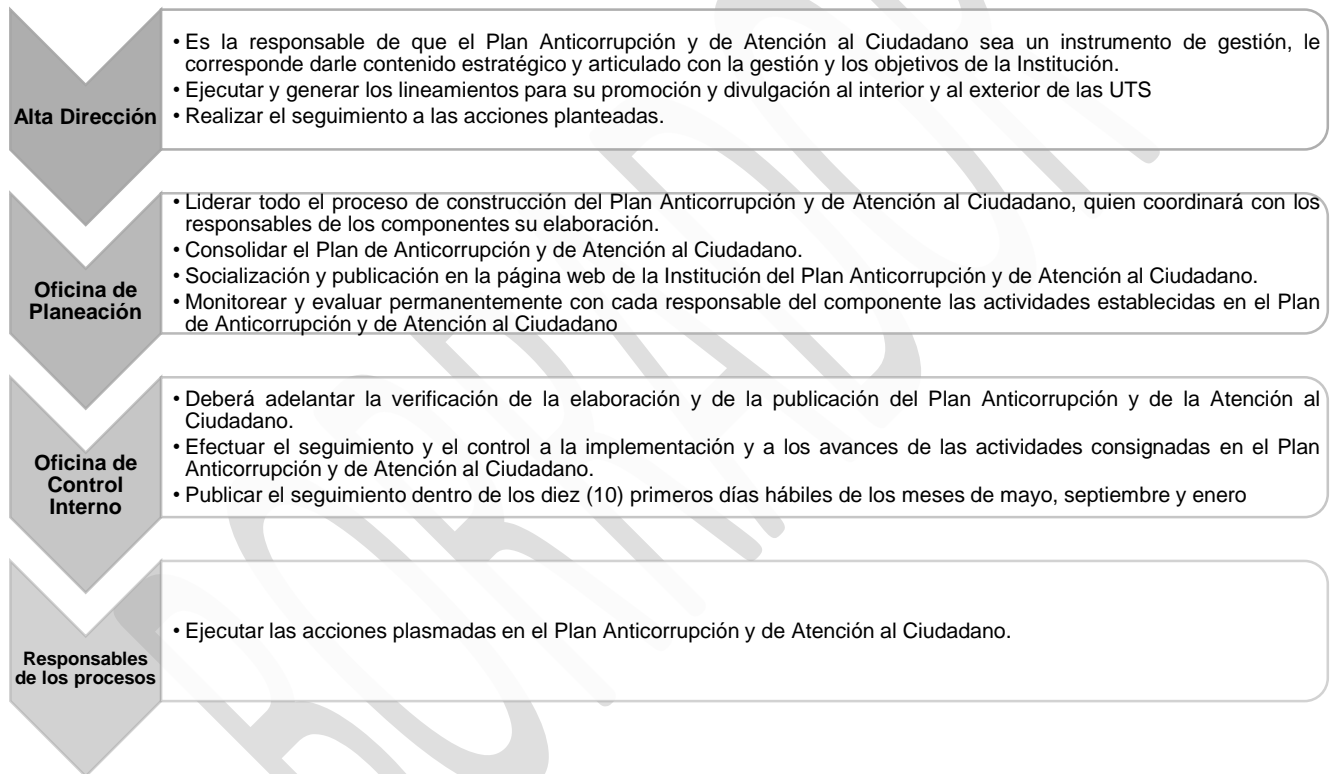 Alta Dirección
• Es la responsable de que el Plan Anticorrupción y de Atención al Ciudadano sea un instrumento de gestión, le
corresponde darle contenido estratégico y articulado con la gestión y los objetivos de la Institución.
• Ejecutar y generar los lineamientos para su promoción y divulgación al interior y al exterior de las UTS
• Realizar el seguimiento a las acciones planteadas.
Oficina de
Planeación
• Liderar todo el proceso de construcción del Plan Anticorrupción y de Atención al Ciudadano, quien coordinará con los
responsables de los componentes su elaboración.
• Consolidar el Plan de Anticorrupción y de Atención al Ciudadano.
• Socialización y publicación en la página web de la Institución del Plan Anticorrupción y de Atención al Ciudadano.
• Monitorear y evaluar permanentemente con cada responsable del componente las actividades establecidas en el Plan
de Anticorrupción y de Atención al Ciudadano
Oficina de
Control
Interno
• Deberá adelantar la verificación de la elaboración y de la publicación del Plan Anticorrupción y de la Atención al
Ciudadano.
• Efectuar el seguimiento y el control a la implementación y a los avances de las actividades consignadas en el Plan
Anticorrupción y de Atención al Ciudadano.
• Publicar el seguimiento dentro de los diez (10) primeros días hábiles de los meses de mayo, septiembre y enero
Responsables
de los procesos
• Ejecutar las acciones plasmadas en el Plan Anticorrupción y de Atención al Ciudadano.
BORRADOR